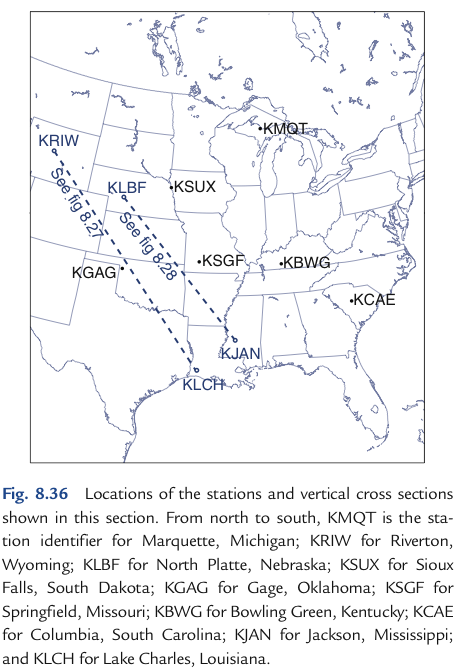 KMQT
KRIW
KLBF
KSUX
See fig 8.27
See fig 8.28
KSGF
KBWG
KGAG
KCAE
KJAN
KLCH
Fig. 8.36 Locations of the stations and vertical cross sections
shown in this section. From north to south, KMQT is the sta-
tion identifier for Marquette, Michigan; KRIW for Riverton,
Wyoming; KLBF for North Platte, Nebraska; KSUX for Sioux
Falls, South Dakota; KGAG for Gage, Oklahoma; KSGF for
Springfield, Missouri; KBWG for Bowling Green, Kentucky; KCAE
for Columbia, South Carolina; KJAN for Jackson, Mississippi;
and KLCH for Lake Charles, Louisiana.